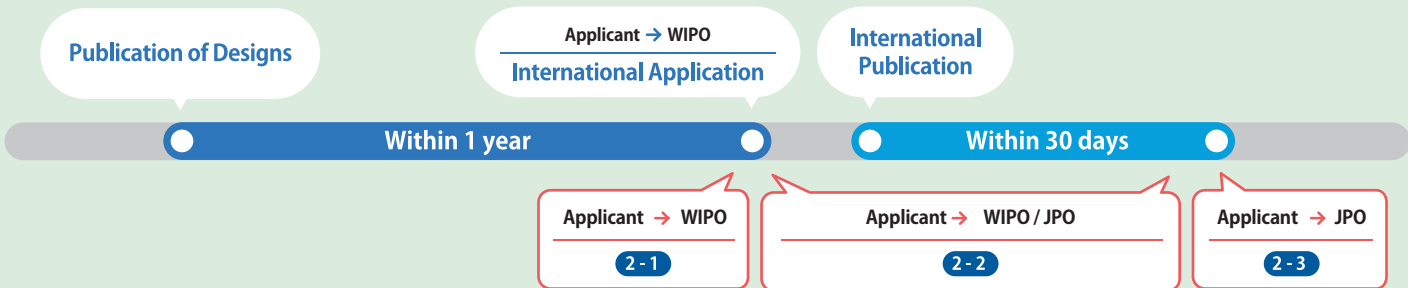 Publication of Designs
Applicant → WIPO
International Application
International
Publication
Within 1 year
Within 30 days
Applicant → WIPO
2 - 1
Applicant → WIPO / JPO
2 - 2
Applicant → JPO
2 - 3